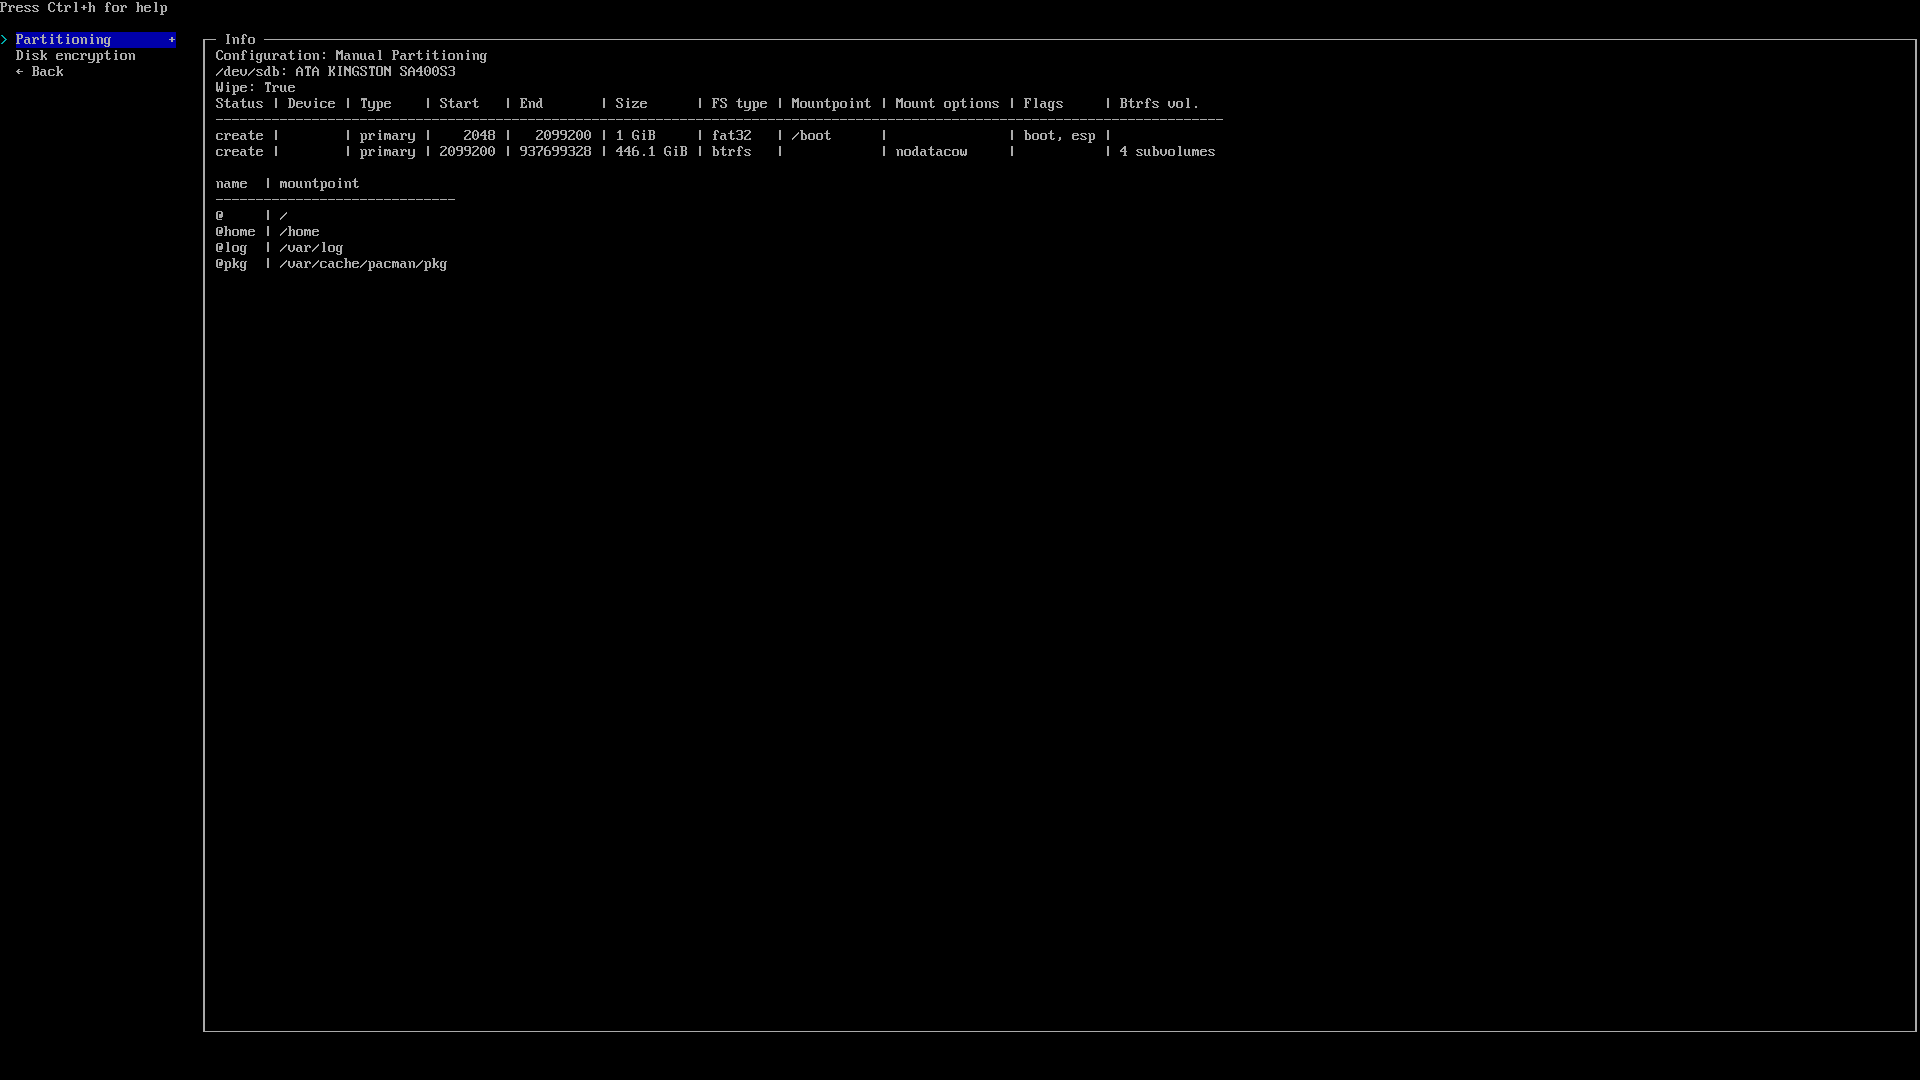 Press Ctrl+h for help
> Partitioning +
Disk encryption
← Back
Info
Configuration: Manual Partitioning
/dev/sdb: ATA KINGSTON SA400S3
Wipe: True
Status | Device | Type    | Start   | End       | Size      | FS type | Mountpoint | Mount options | Flags     | Btrfs vol.
------------------------------------------------------------------------------------------------------------------------------
create |        | primary |    2048 |   2099200 | 1 GiB     | fat32   | /boot      |               | boot, esp |
create |        | primary | 2099200 | 937699328 | 446.1 GiB | btrfs   |            | nodatacow     |           | 4 subvolumes
name  | mountpoint
------------------------------
@     | /
@home | /home
@log  | /var/log
@pkg  | /var/cache/pacman/pkg